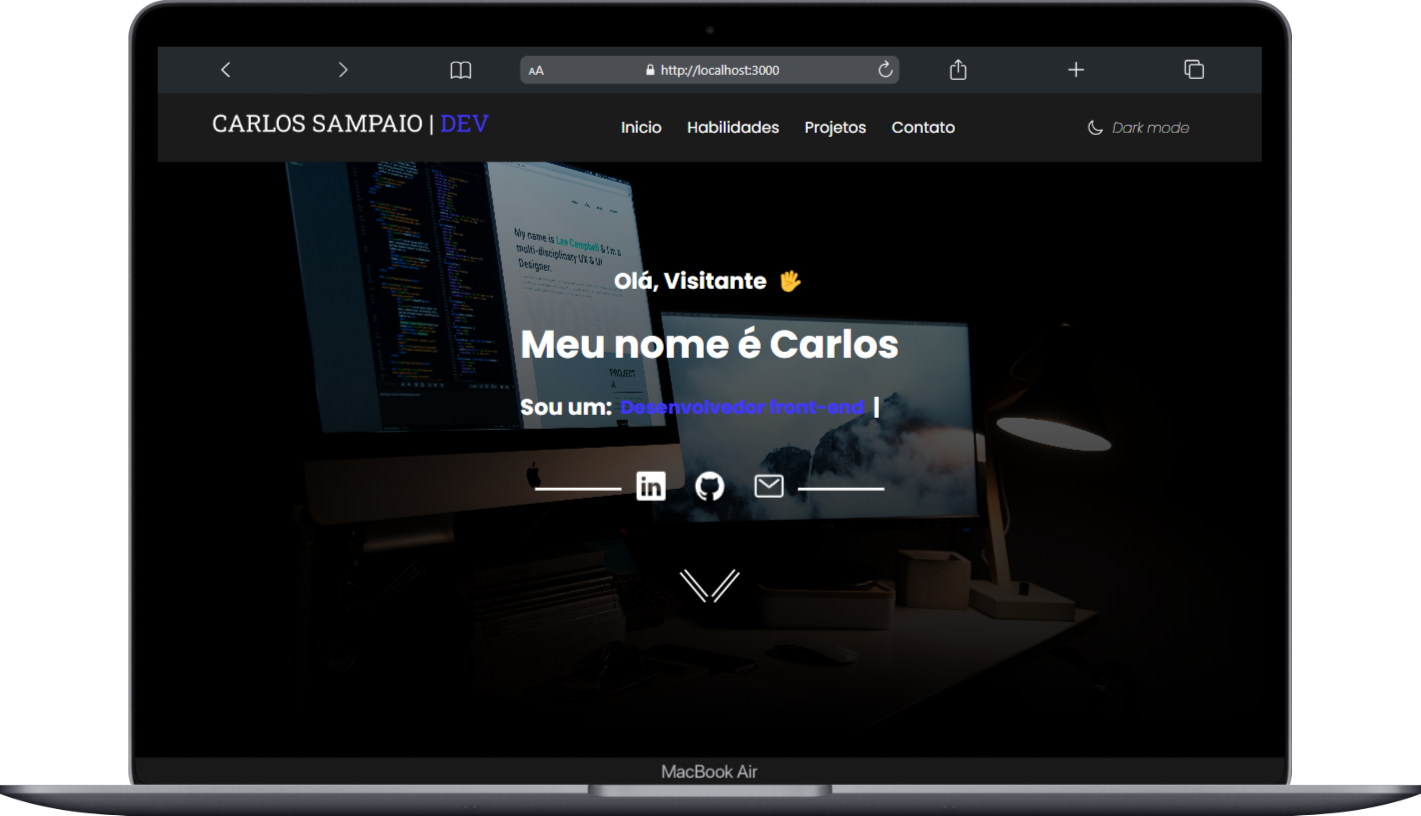 AA http://localhost:3000
CARLOS SAMPAIO | DEV
Inicio Habilidades Projetos Contato
Dark mode
My name is Lee Campbell & I'm a
multi-disciplinary UX & UI
Designer.
Olá, Visitante
Meu nome é Carlos
PROJECT
A
Sou um: Desenvolvedor front-end |
in
MacBook Air